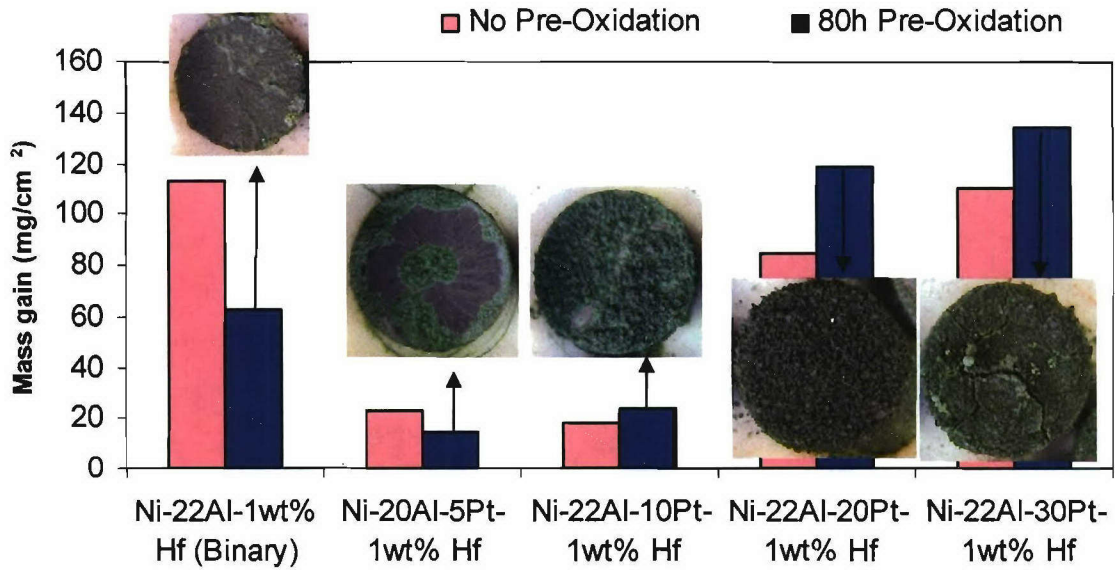 No Pre-Oxidation
80h Pre-Oxidation
Mass gain (mg/cm ²)
160
140
120
100
80
60
40
20
0
Ni-22Al-1wt%
Hf (Binary)
Ni-20Al-5Pt-
1wt% Hf
Ni-22Al-10Pt-
1wt% Hf
Ni-22Al-20Pt-
1wt% Hf
Ni-22Al-30Pt-
1wt% Hf